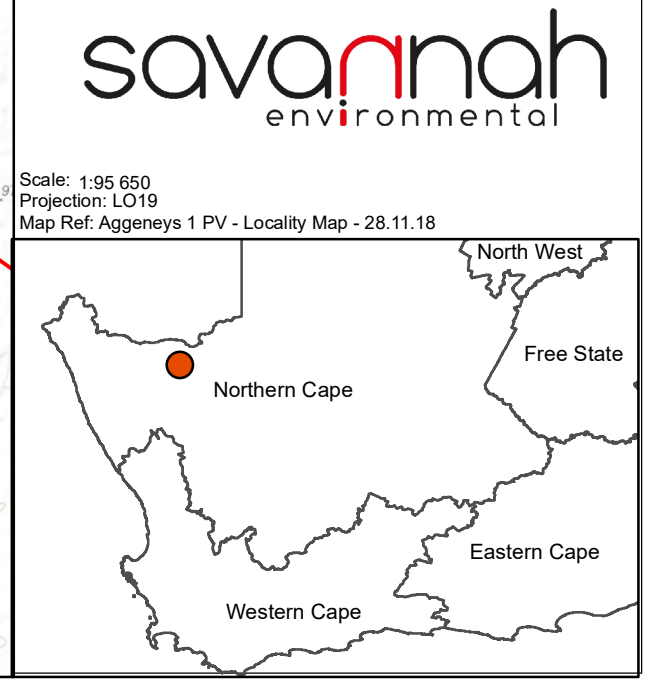 savannah
environmental
Scale: 1:95 650
Projection: LO19
Map Ref: Aggeneys 1 PV - Locality Map - 28.11.18
North West
Free State
Northern Cape
Eastern Cape
Western Cape